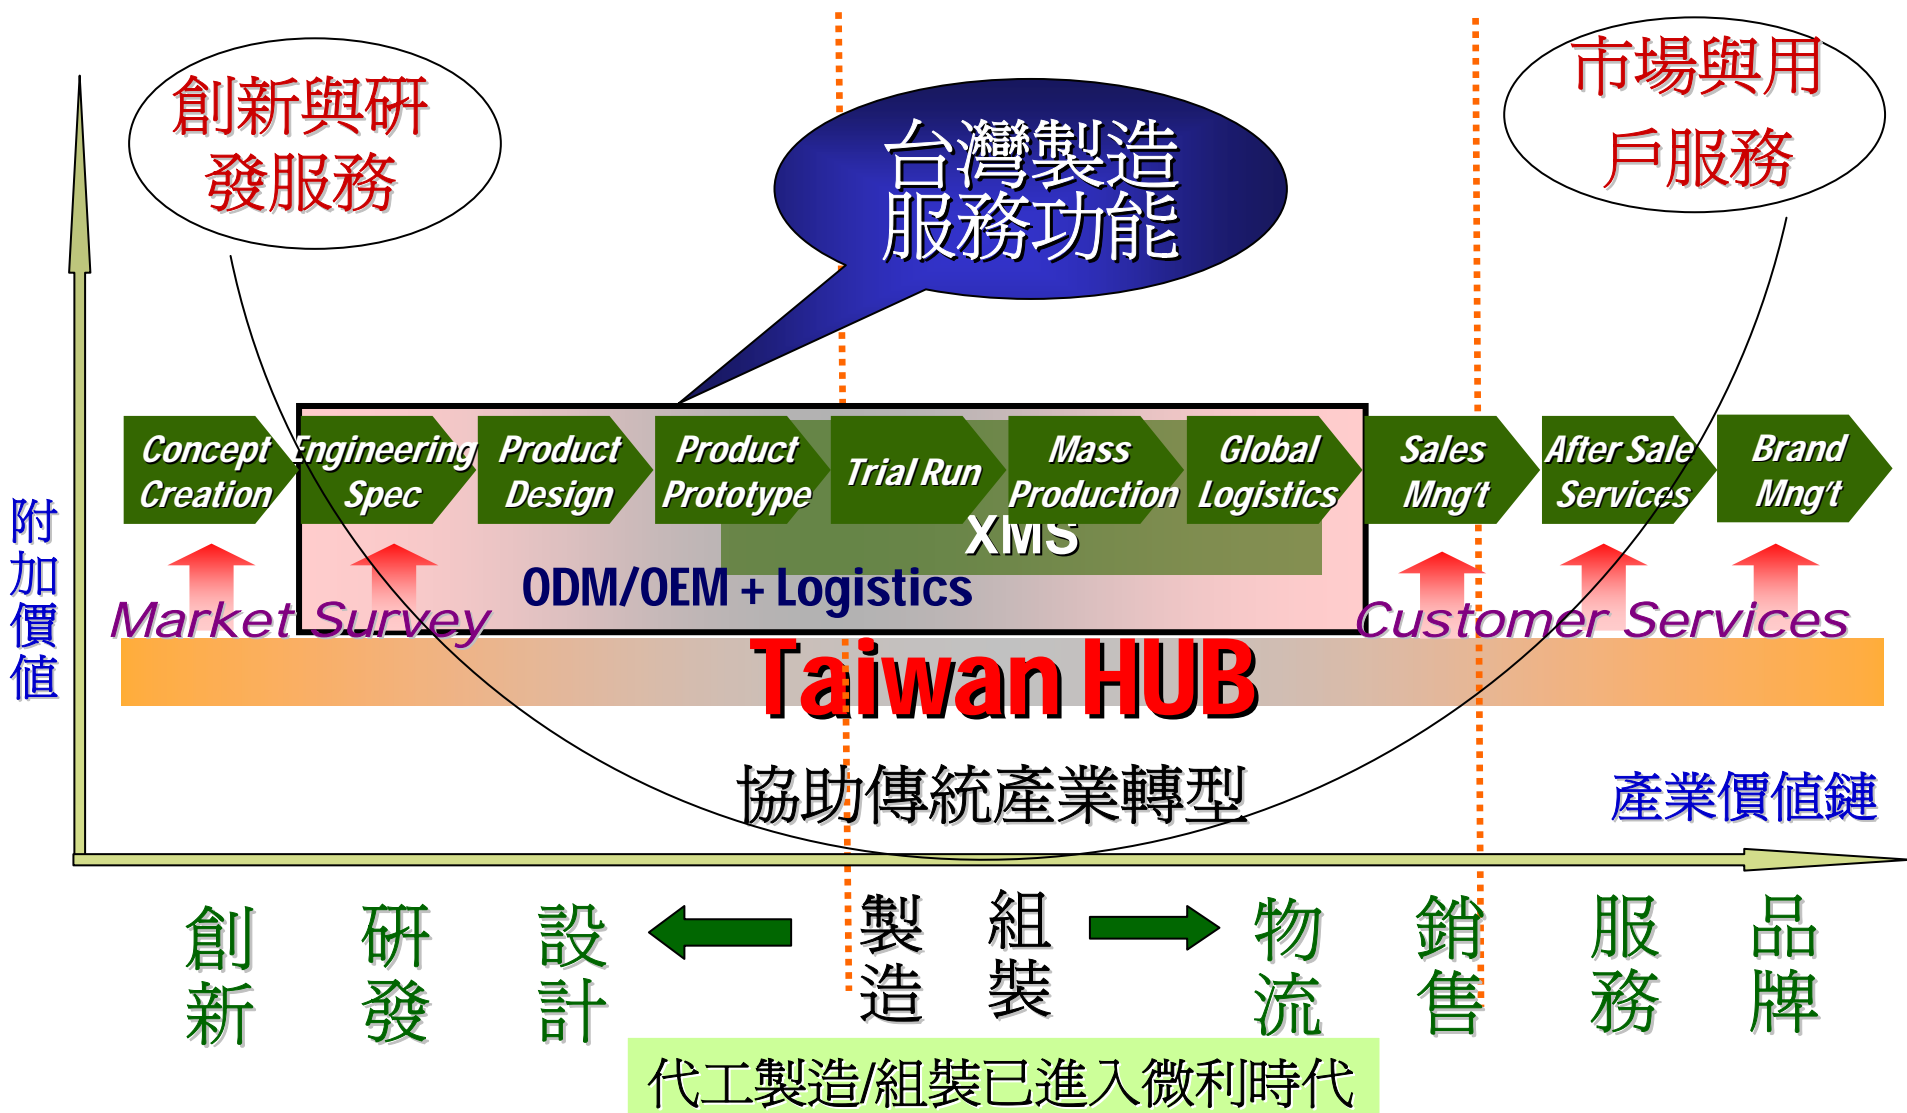 創新與研
發服務
台灣製造
服務功能
市場與用
戶服務
Concept
Creation
Engineering
Spec
Product
Design
Product
Prototype
Trial Run
Mass
Production
Global
Logistics
Sales
Mng't
After Sale
Services
Brand
Mng't
XMS
ODM/OEM + Logistics
Market Survey
Customer Services
Taiwan HUB
附加價值
協助傳統產業轉型
產業價值鏈
創新
研發
設計
製造
組裝
物流
銷售
服務
品牌
代工製造/組裝已進入微利時代